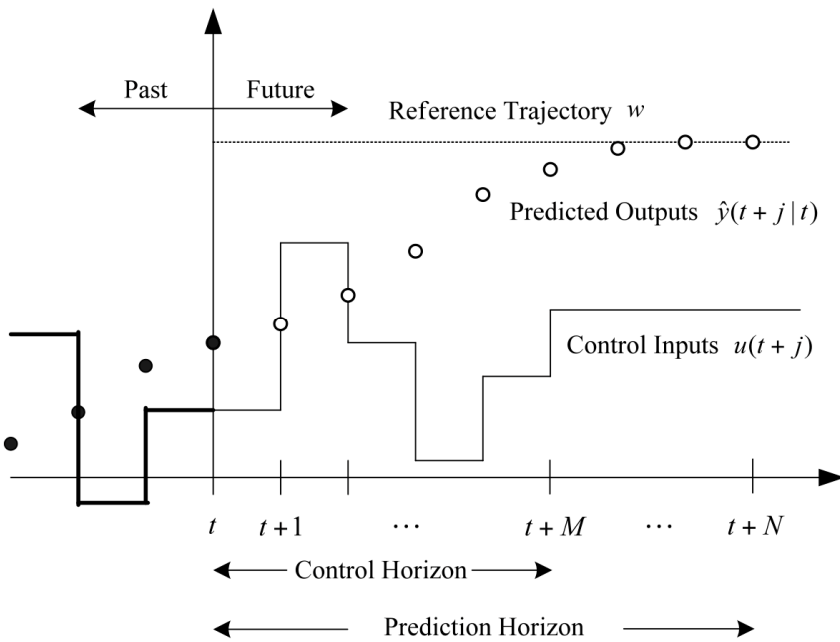 Past Future
Reference Trajectory w
Predicted Outputs ŷ(t + j | t)
Control Inputs u(t + j)
t t + 1 ... t + M ... t + N
Control Horizon
Prediction Horizon